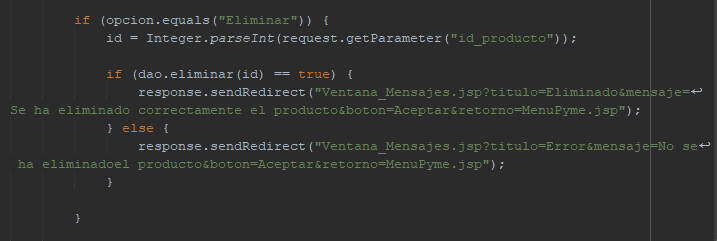 if (opcion.equals("Eliminar")) {
id = Integer.parseInt(request.getParameter("id_producto"));
if (dao.eliminar(id) == true) {
response.sendRedirect("Ventana_Mensajes.jsp?titulo=Eliminado&mensaje=↩
Se ha eliminado correctamente el producto&boton=Aceptar&retorno=MenuPyme.jsp");
} else {
response.sendRedirect("Ventana_Mensajes.jsp?titulo=Error&mensaje=No se↩
ha eliminadoel producto&boton=Aceptar&retorno=MenuPyme.jsp");
}
}